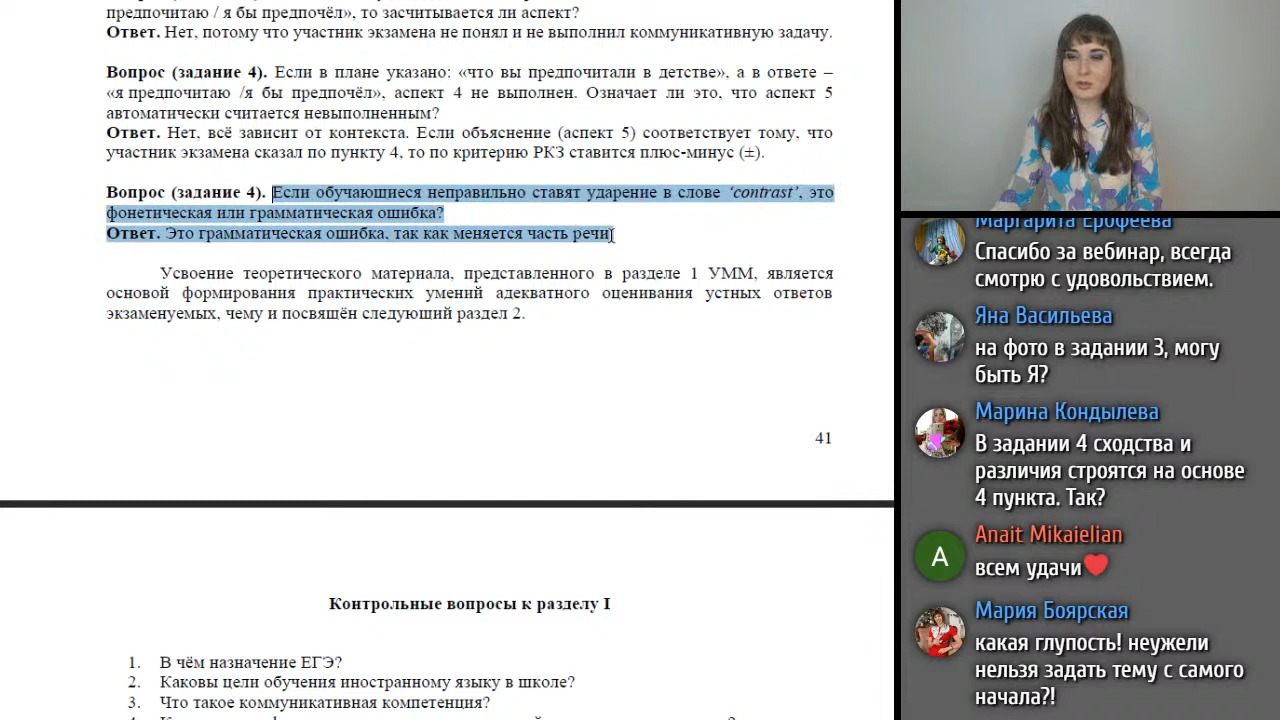 предпочитаю / я бы предпочёл», то засчитывается ли аспект?
Ответ. Нет, потому что участник экзамена не понял и не выполнил коммуникативную задачу.
Вопрос (задание 4). Если в плане указано: «что вы предпочитали в детстве», а в ответе –
«я предпочитаю /я бы предпочёл», аспект 4 не выполнен. Означает ли это, что аспект 5
автоматически считается невыполненным?
Ответ. Нет, всё зависит от контекста. Если объяснение (аспект 5) соответствует тому, что
участник экзамена сказал по пункту 4, то по критерию РКЗ ставится плюс-минус (±).
Вопрос (задание 4). Если обучающиеся неправильно ставят ударение в слове ‘contrast’, это
фонетическая или грамматическая ошибка?
Ответ. Это грамматическая ошибка, так как меняется часть речи
Усвоение теоретического материала, представленного в разделе 1 УММ, является
основой формирования практических умений адекватного оценивания устных ответов
экзаменуемых, чему и посвящён следующий раздел 2.
41
Контрольные вопросы к разделу I
1. В чём назначение ЕГЭ?
2. Каковы цели обучения иностранному языку в школе?
3. Что такое коммуникативная компетенция?
Маргарита Ерофеева
Спасибо за вебинар, всегда
смотрю с удовольствием.
Яна Васильева
на фото в задании 3, могу
быть Я?
Марина Кондылева
В задании 4 сходства и
различия строятся на основе
4 пункта. Так?
A
Anait Mikaielian
всем удачи❤
Мария Боярская
какая глупость! неужели
нельзя задать тему с самого
начала?!